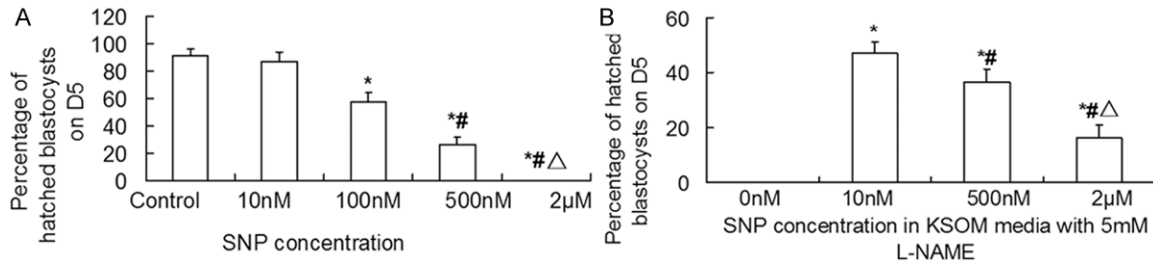 A
Percentage of
hatched blastocysts
on D5
120
100
80
60
40
20
0
*
*#
*#△
Control 10nM 100nM 500nM 2μM
SNP concentration
B
Percentage of hatched
blastocysts on D5
60
40
20
0
*
*#
*#△
0nM 10nM 500nM 2μM
SNP concentration in KSOM media with 5mM
L-NAME